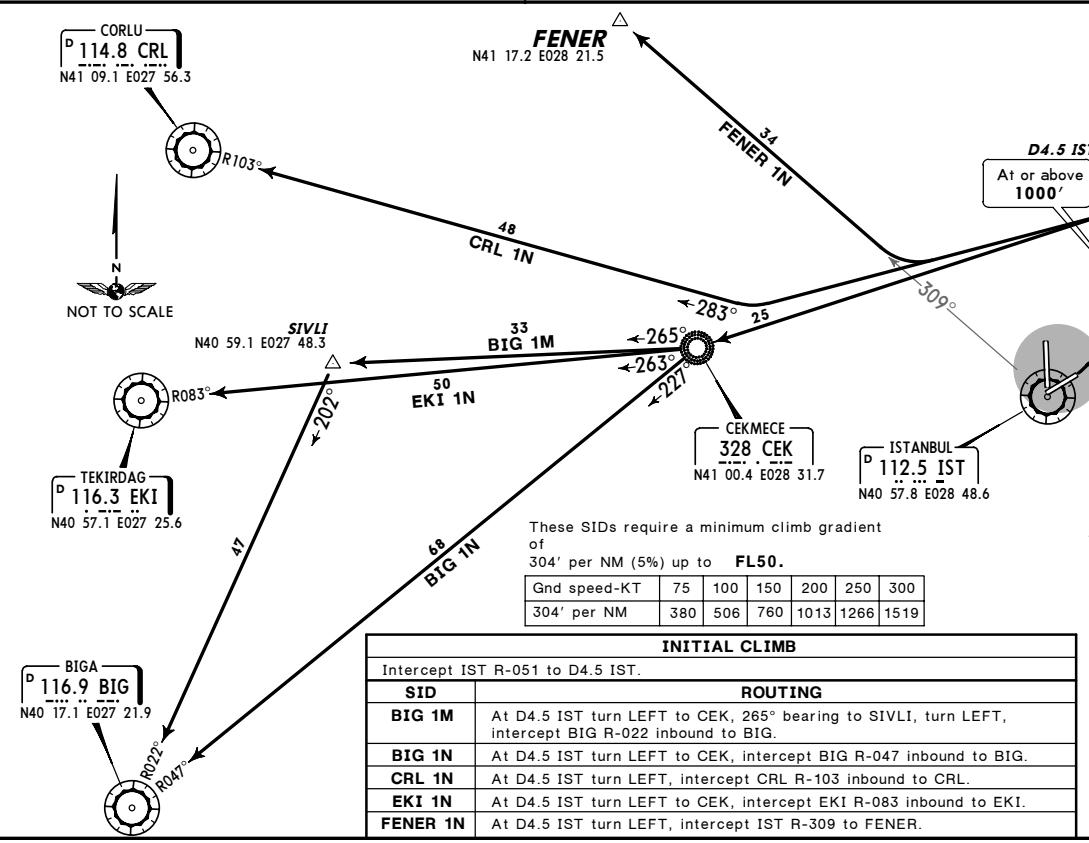 CORLU
D 114.8 CRL
N41 09.1 E027 56.3
FENER
N41 17.2 E028 21.5
R103°
34
FENER 1N
D4.5 IST
At or above
1000'
48
CRL 1N
N
NOT TO SCALE
309°
283°
25
SIVLI
N40 59.1 E027 48.3
33
BIG 1M
265°
263°
227°
R083°
50
EKI 1N
202°
TEKIRDAG
D 116.3 EKI
N40 57.1 E027 25.6
CEKMECE
328 CEK
N41 00.4 E028 31.7
ISTANBUL
D 112.5 IST
N40 57.8 E028 48.6
47
68
BIG 1N
These SIDs require a minimum climb gradient
of
304' per NM (5%) up to FL50.
Gnd speed-KT 75 100 150 200 250 300
304' per NM 380 506 760 1013 1266 1519
BIGA
D 116.9 BIG
N40 17.1 E027 21.9
R022°
R047°
INITIAL CLIMB
Intercept IST R-051 to D4.5 IST.
SID ROUTING
BIG 1M At D4.5 IST turn LEFT to CEK, 265° bearing to SIVLI, turn LEFT,
intercept BIG R-022 inbound to BIG.
BIG 1N At D4.5 IST turn LEFT to CEK, intercept BIG R-047 inbound to BIG.
CRL 1N At D4.5 IST turn LEFT, intercept CRL R-103 inbound to CRL.
EKI 1N At D4.5 IST turn LEFT to CEK, intercept EKI R-083 inbound to EKI.
FENER 1N At D4.5 IST turn LEFT, intercept IST R-309 to FENER.